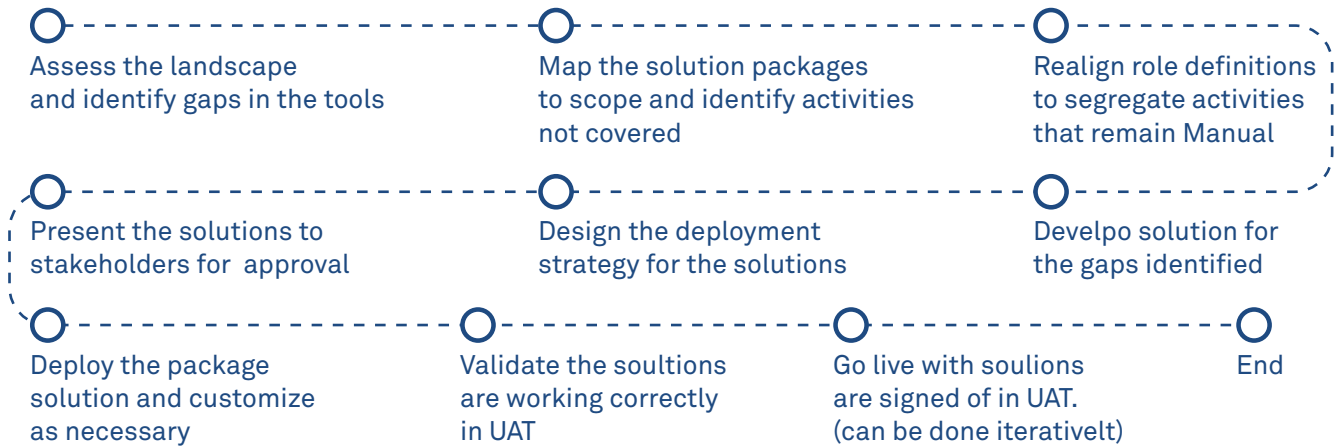 Assess the landscape
and identify gaps in the tools
Map the solution packages
to scope and identify activities
not covered
Realign role definitions
to segregate activities
that remain Manual
Develpo solution for
the gaps identified
Design the deployment
strategy for the solutions
Present the solutions to
stakeholders for approval
Deploy the package
solution and customize
as necessary
Validate the soultions
are working correctly
in UAT
Go live with soulions
are signed of in UAT.
(can be done iterativelt)
End